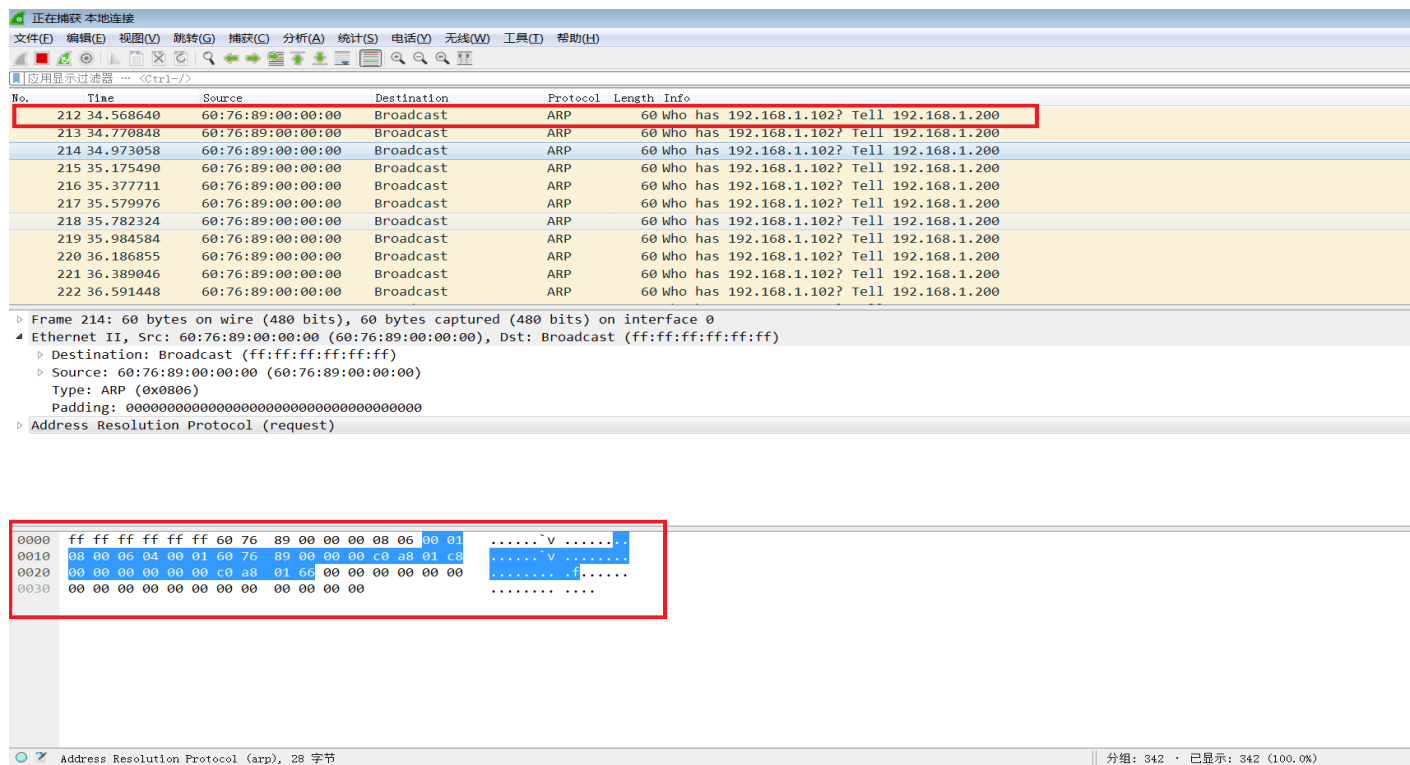 正在捕获 本地连接
文件(F) 编辑(E) 视图(V) 跳转(G) 捕获(C) 分析(A) 统计(S) 电话(Y) 无线(W) 工具(T) 帮助(H)
应用显示过滤器 … <Ctrl-/>
No. Time Source Destination Protocol Length Info
212 34.568640 60:76:89:00:00:00 Broadcast ARP 60 Who has 192.168.1.102? Tell 192.168.1.200
213 34.770848 60:76:89:00:00:00 Broadcast ARP 60 Who has 192.168.1.102? Tell 192.168.1.200
214 34.973058 60:76:89:00:00:00 Broadcast ARP 60 Who has 192.168.1.102? Tell 192.168.1.200
215 35.175490 60:76:89:00:00:00 Broadcast ARP 60 Who has 192.168.1.102? Tell 192.168.1.200
216 35.377711 60:76:89:00:00:00 Broadcast ARP 60 Who has 192.168.1.102? Tell 192.168.1.200
217 35.579976 60:76:89:00:00:00 Broadcast ARP 60 Who has 192.168.1.102? Tell 192.168.1.200
218 35.782324 60:76:89:00:00:00 Broadcast ARP 60 Who has 192.168.1.102? Tell 192.168.1.200
219 35.984584 60:76:89:00:00:00 Broadcast ARP 60 Who has 192.168.1.102? Tell 192.168.1.200
220 36.186855 60:76:89:00:00:00 Broadcast ARP 60 Who has 192.168.1.102? Tell 192.168.1.200
221 36.389046 60:76:89:00:00:00 Broadcast ARP 60 Who has 192.168.1.102? Tell 192.168.1.200
222 36.591448 60:76:89:00:00:00 Broadcast ARP 60 Who has 192.168.1.102? Tell 192.168.1.200
Frame 214: 60 bytes on wire (480 bits), 60 bytes captured (480 bits) on interface 0
Ethernet II, Src: 60:76:89:00:00:00 (60:76:89:00:00:00), Dst: Broadcast (ff:ff:ff:ff:ff:ff)
Destination: Broadcast (ff:ff:ff:ff:ff:ff)
Source: 60:76:89:00:00:00 (60:76:89:00:00:00)
Type: ARP (0x0806)
Padding: 000000000000000000000000000000000000
Address Resolution Protocol (request)
0000 ff ff ff ff ff ff 60 76 89 00 00 00 08 06 00 01 ......`v ........
0010 08 00 06 04 00 01 60 76 89 00 00 00 c0 a8 01 c8 ......`v ........
0020 00 00 00 00 00 00 c0 a8 01 66 00 00 00 00 00 00 ........ .f......
0030 00 00 00 00 00 00 00 00 00 00 00 00 ........ ....
Address Resolution Protocol (arp), 28 字节
分组: 342 · 已显示: 342 (100.0%)